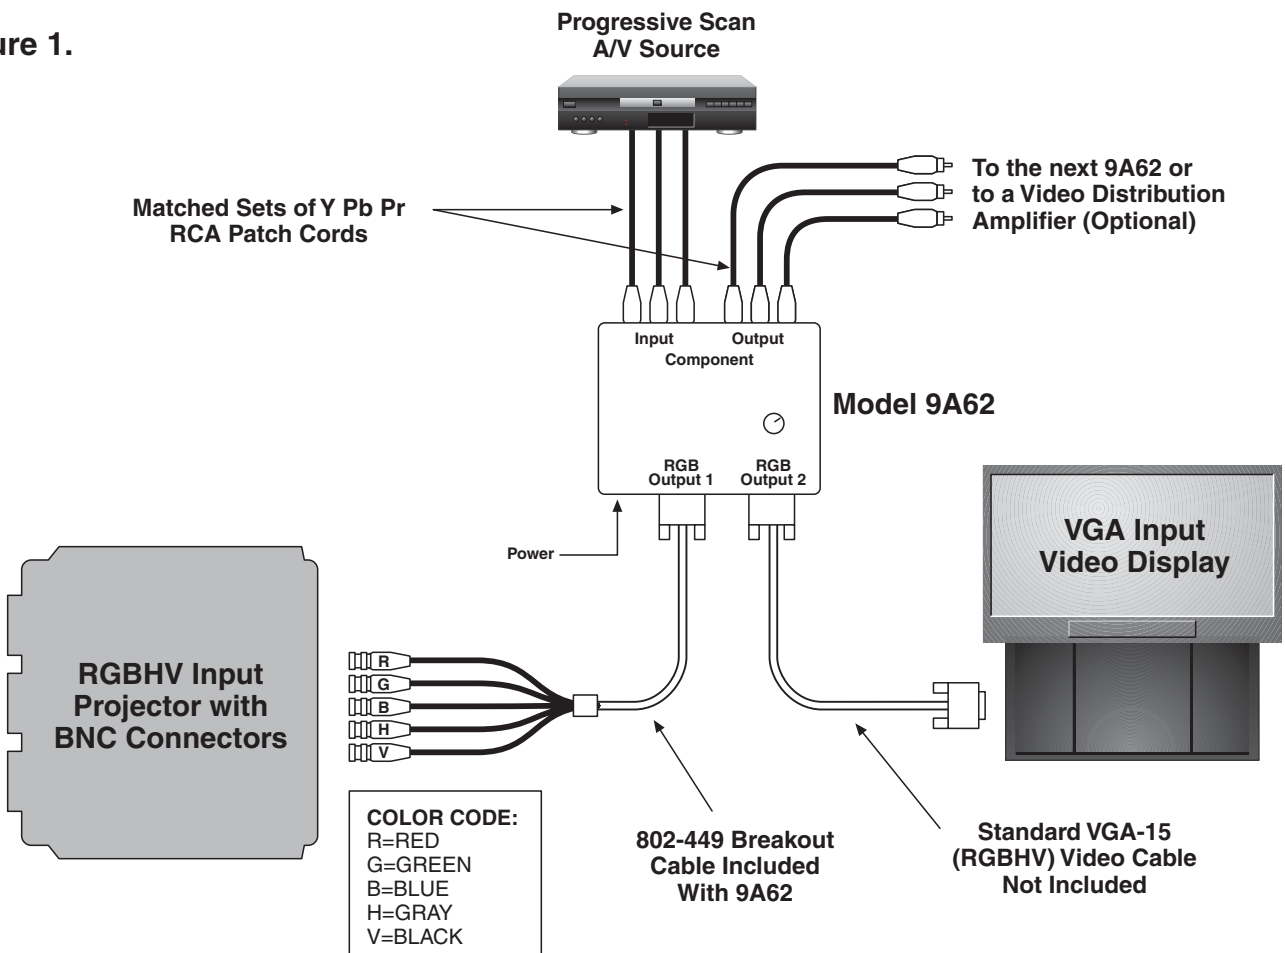 ure 1.
Progressive Scan
A/V Source
To the next 9A62 or
to a Video Distribution
Amplifier (Optional)
Matched Sets of Y Pb Pr
RCA Patch Cords
Input
Output
Component
Model 9A62
RGB
Output 1
RGB
Output 2
Power
VGA Input
Video Display
RGBHV Input
Projector with
BNC Connectors
R
G
B
H
V
COLOR CODE:
R=RED
G=GREEN
B=BLUE
H=GRAY
V=BLACK
802-449 Breakout
Cable Included
With 9A62
Standard VGA-15
(RGBHV) Video Cable
Not Included